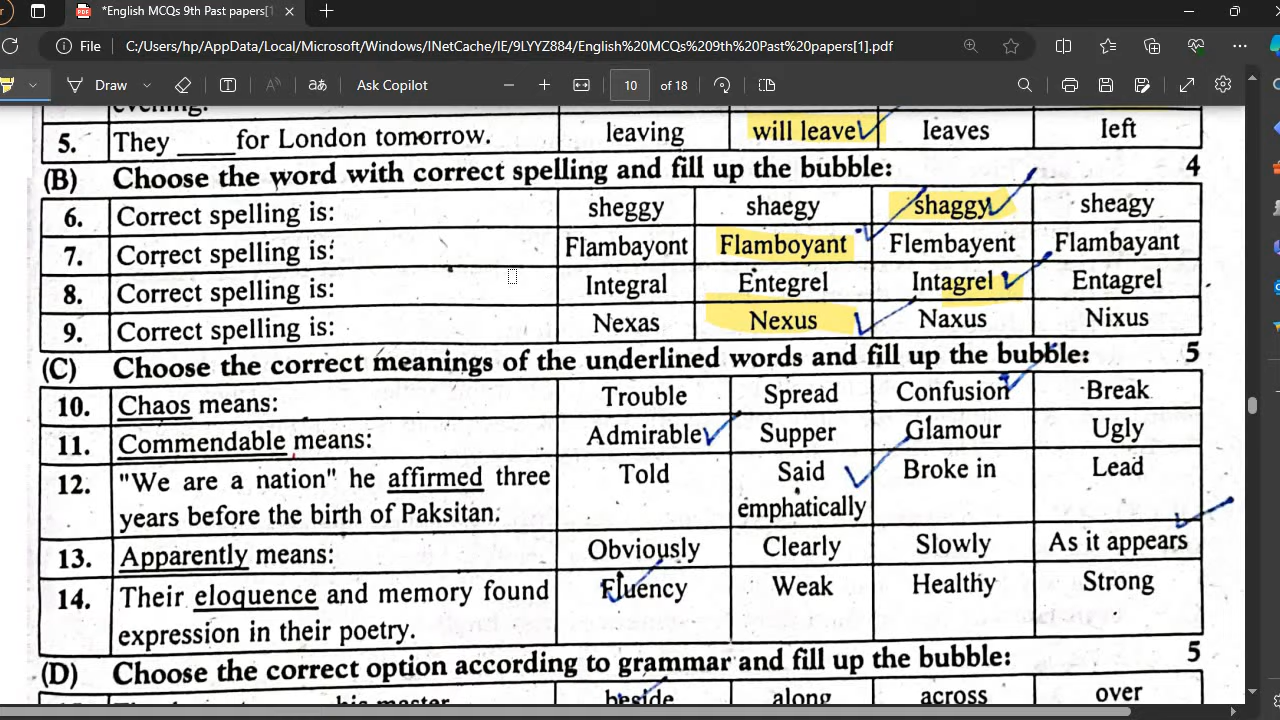 *English MCQs 9th Past papers[1]
File C:/Users/hp/AppData/Local/Microsoft/Windows/INetCache/IE/9LYYZ884/English%20MCQs%209th%20Past%20papers[1].pdf
Draw Ask Copilot 10 of 18
evening.
5. They ____ for London tomorrow. leaving will leave leaves left
(B) Choose the word with correct spelling and fill up the bubble: 4
6. Correct spelling is: sheggy shaegy shaggy sheagy
7. Correct spelling is: Flambayont Flamboyant Flembayent Flambayant
8. Correct spelling is: Integral Entegrel Intagrel Entagrel
9. Correct spelling is: Nexas Nexus Naxus Nixus
(C) Choose the correct meanings of the underlined words and fill up the bubble: 5
10. Chaos means: Trouble Spread Confusion Break
11. Commendable means: Admirable Supper Glamour Ugly
12. "We are a nation" he affirmed three Told Said Broke in Lead
years before the birth of Paksitan. emphatically
13. Apparently means: Obviously Clearly Slowly As it appears
14. Their eloquence and memory found Fluency Weak Healthy Strong
expression in their poetry.
(D) Choose the correct option according to grammar and fill up the bubble: 5
his master beside along across over